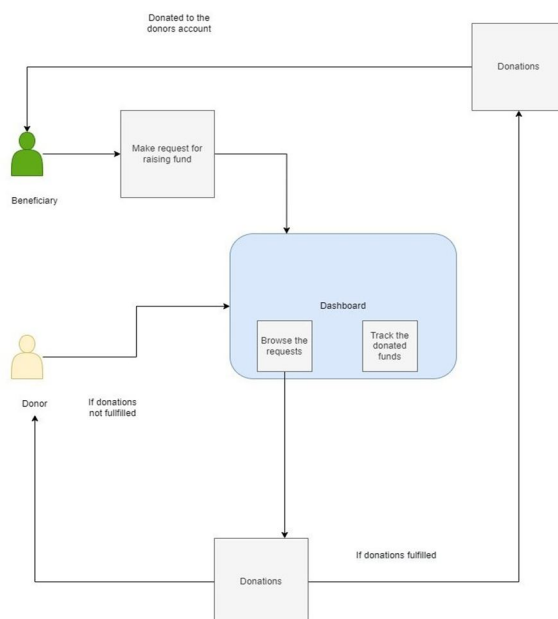 Donated to the
donors account
Donations
Make request for
raising fund
Beneficiary
Dashboard
Browse the
requests
Track the
donated
funds
Donor
If donations
not fullfilled
If donations fulfilled
Donations